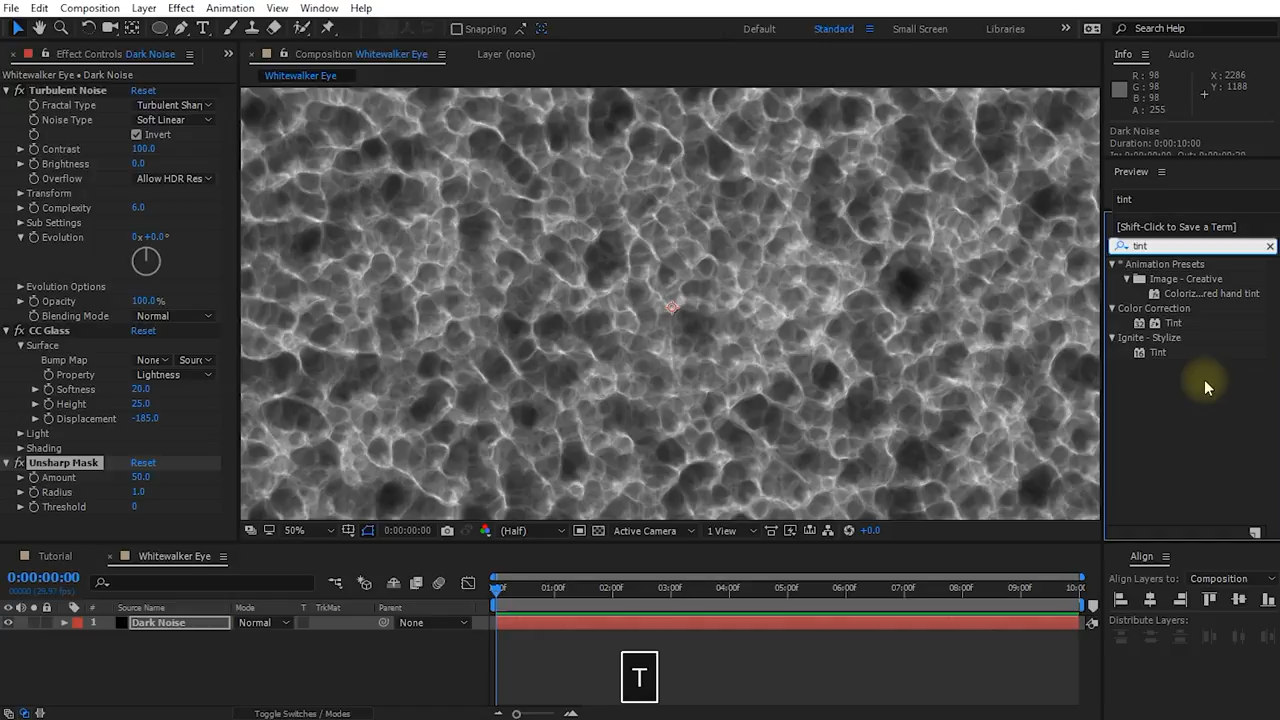 File Edit Composition Layer Effect Animation View Window Help
Snapping Default Standard Small Screen Libraries Search Help
Effect Controls Dark Noise
Composition Whitewalker Eye
Layer (none)
Info Audio
Whitewalker Eye • Dark Noise
Whitewalker Eye
R: 98 X: 2286
G: 98 Y: 1188
B: 98
A: 255
Dark Noise
Duration: 0:00:10:00
Preview
tint
[Shift-Click to Save a Term]
tint
* Animation Presets
Image - Creative
Coloriz...red hand tint
Color Correction
Tint
Ignite - Stylize
Tint
Turbulent Noise Reset
Fractal Type Turbulent Sharp
Noise Type Soft Linear
Invert
Contrast 100.0
Brightness 0.0
Overflow Allow HDR Res
Transform
Complexity 6.0
Sub Settings
Evolution 0x+0.0°
Evolution Options
Opacity 100.0%
Blending Mode Normal
CC Glass Reset
Surface
Bump Map None Sourc
Property Lightness
Softness 20.0
Height 25.0
Displacement -185.0
Light
Shading
Unsharp Mask Reset
Amount 50.0
Radius 1.0
Threshold 0
50% 0:00:00:00 (Half) Active Camera 1 View +0.0
Tutorial Whitewalker Eye
0:00:00:00
00000 (29.97 fps)
01:00f 02:00f 03:00f 04:00f 05:00f 06:00f 07:00f 08:00f 09:00f
# Source Name Mode T TrkMat Parent
1 Dark Noise Normal None
Align
Align Layers to: Composition
Distribute Layers:
T
Toggle Switches / Modes